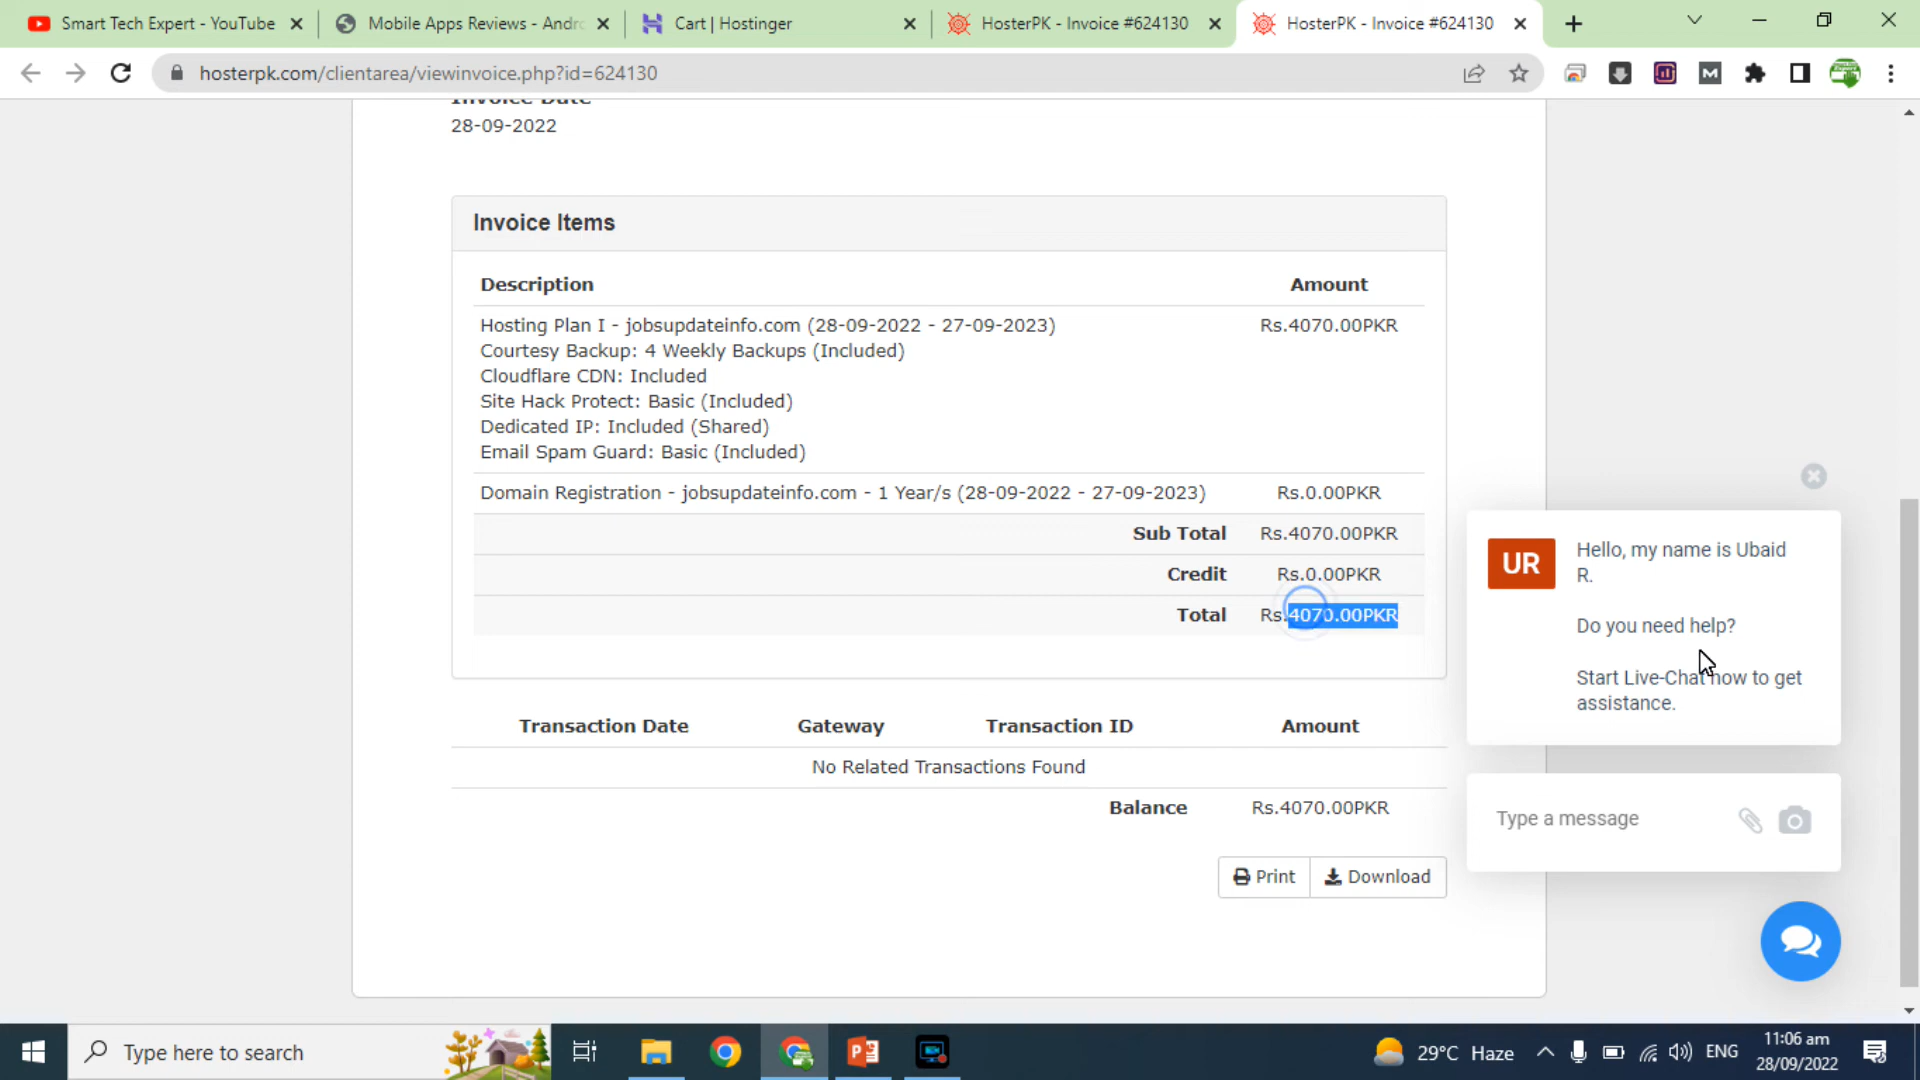 Smart Tech Expert - YouTube
Mobile Apps Reviews - Andro
Cart | Hostinger
HosterPK - Invoice #624130
HosterPK - Invoice #624130
hosterpk.com/clientarea/viewinvoice.php?id=624130
Invoice Date
28-09-2022
Invoice Items
Description Amount
Hosting Plan I - jobsupdateinfo.com (28-09-2022 - 27-09-2023) Rs.4070.00PKR
Courtesy Backup: 4 Weekly Backups (Included)
Cloudflare CDN: Included
Site Hack Protect: Basic (Included)
Dedicated IP: Included (Shared)
Email Spam Guard: Basic (Included)
Domain Registration - jobsupdateinfo.com - 1 Year/s (28-09-2022 - 27-09-2023) Rs.0.00PKR
Sub Total Rs.4070.00PKR
Credit Rs.0.00PKR
Total Rs.4070.00PKR
Transaction Date Gateway Transaction ID Amount
No Related Transactions Found
Balance Rs.4070.00PKR
Print Download
UR
Hello, my name is Ubaid
R.
Do you need help?
Start Live-Chat now to get
assistance.
Type a message
Type here to search
29°C Haze
ENG
11:06 am
28/09/2022